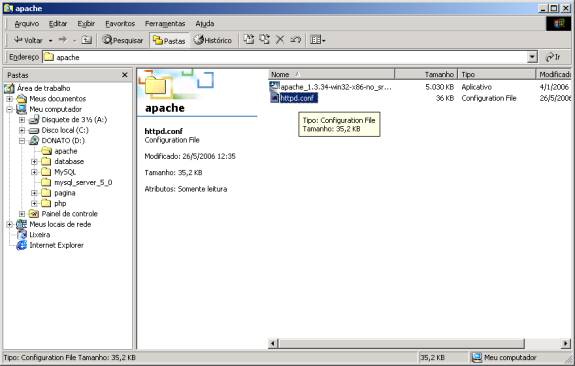 apache
Arquivo Editar Exibir Favoritos Ferramentas Ajuda
Voltar Pesquisar Pastas Histórico
Endereço apache Ir
Pastas
Área de trabalho
Meus documentos
Meu computador
Disquete de 3½ (A:)
Disco local (C:)
DONATO (D:)
apache
database
MySQL
mysql_server_5_0
pagina
php
Painel de controle
Meus locais de rede
Lixeira
Internet Explorer
apache
httpd.conf
Configuration File
Modificado: 26/5/2006 12:35
Tamanho: 35,2 KB
Atributos: Somente leitura
Nome Tamanho Tipo Modificado
apache_1.3.34-win32-x86-no_sr... 5.030 KB Aplicativo 4/1/2006
httpd.conf 36 KB Configuration File 26/5/2006
Tipo: Configuration File
Tamanho: 35,2 KB
Tipo: Configuration File Tamanho: 35,2 KB 35,2 KB Meu computador